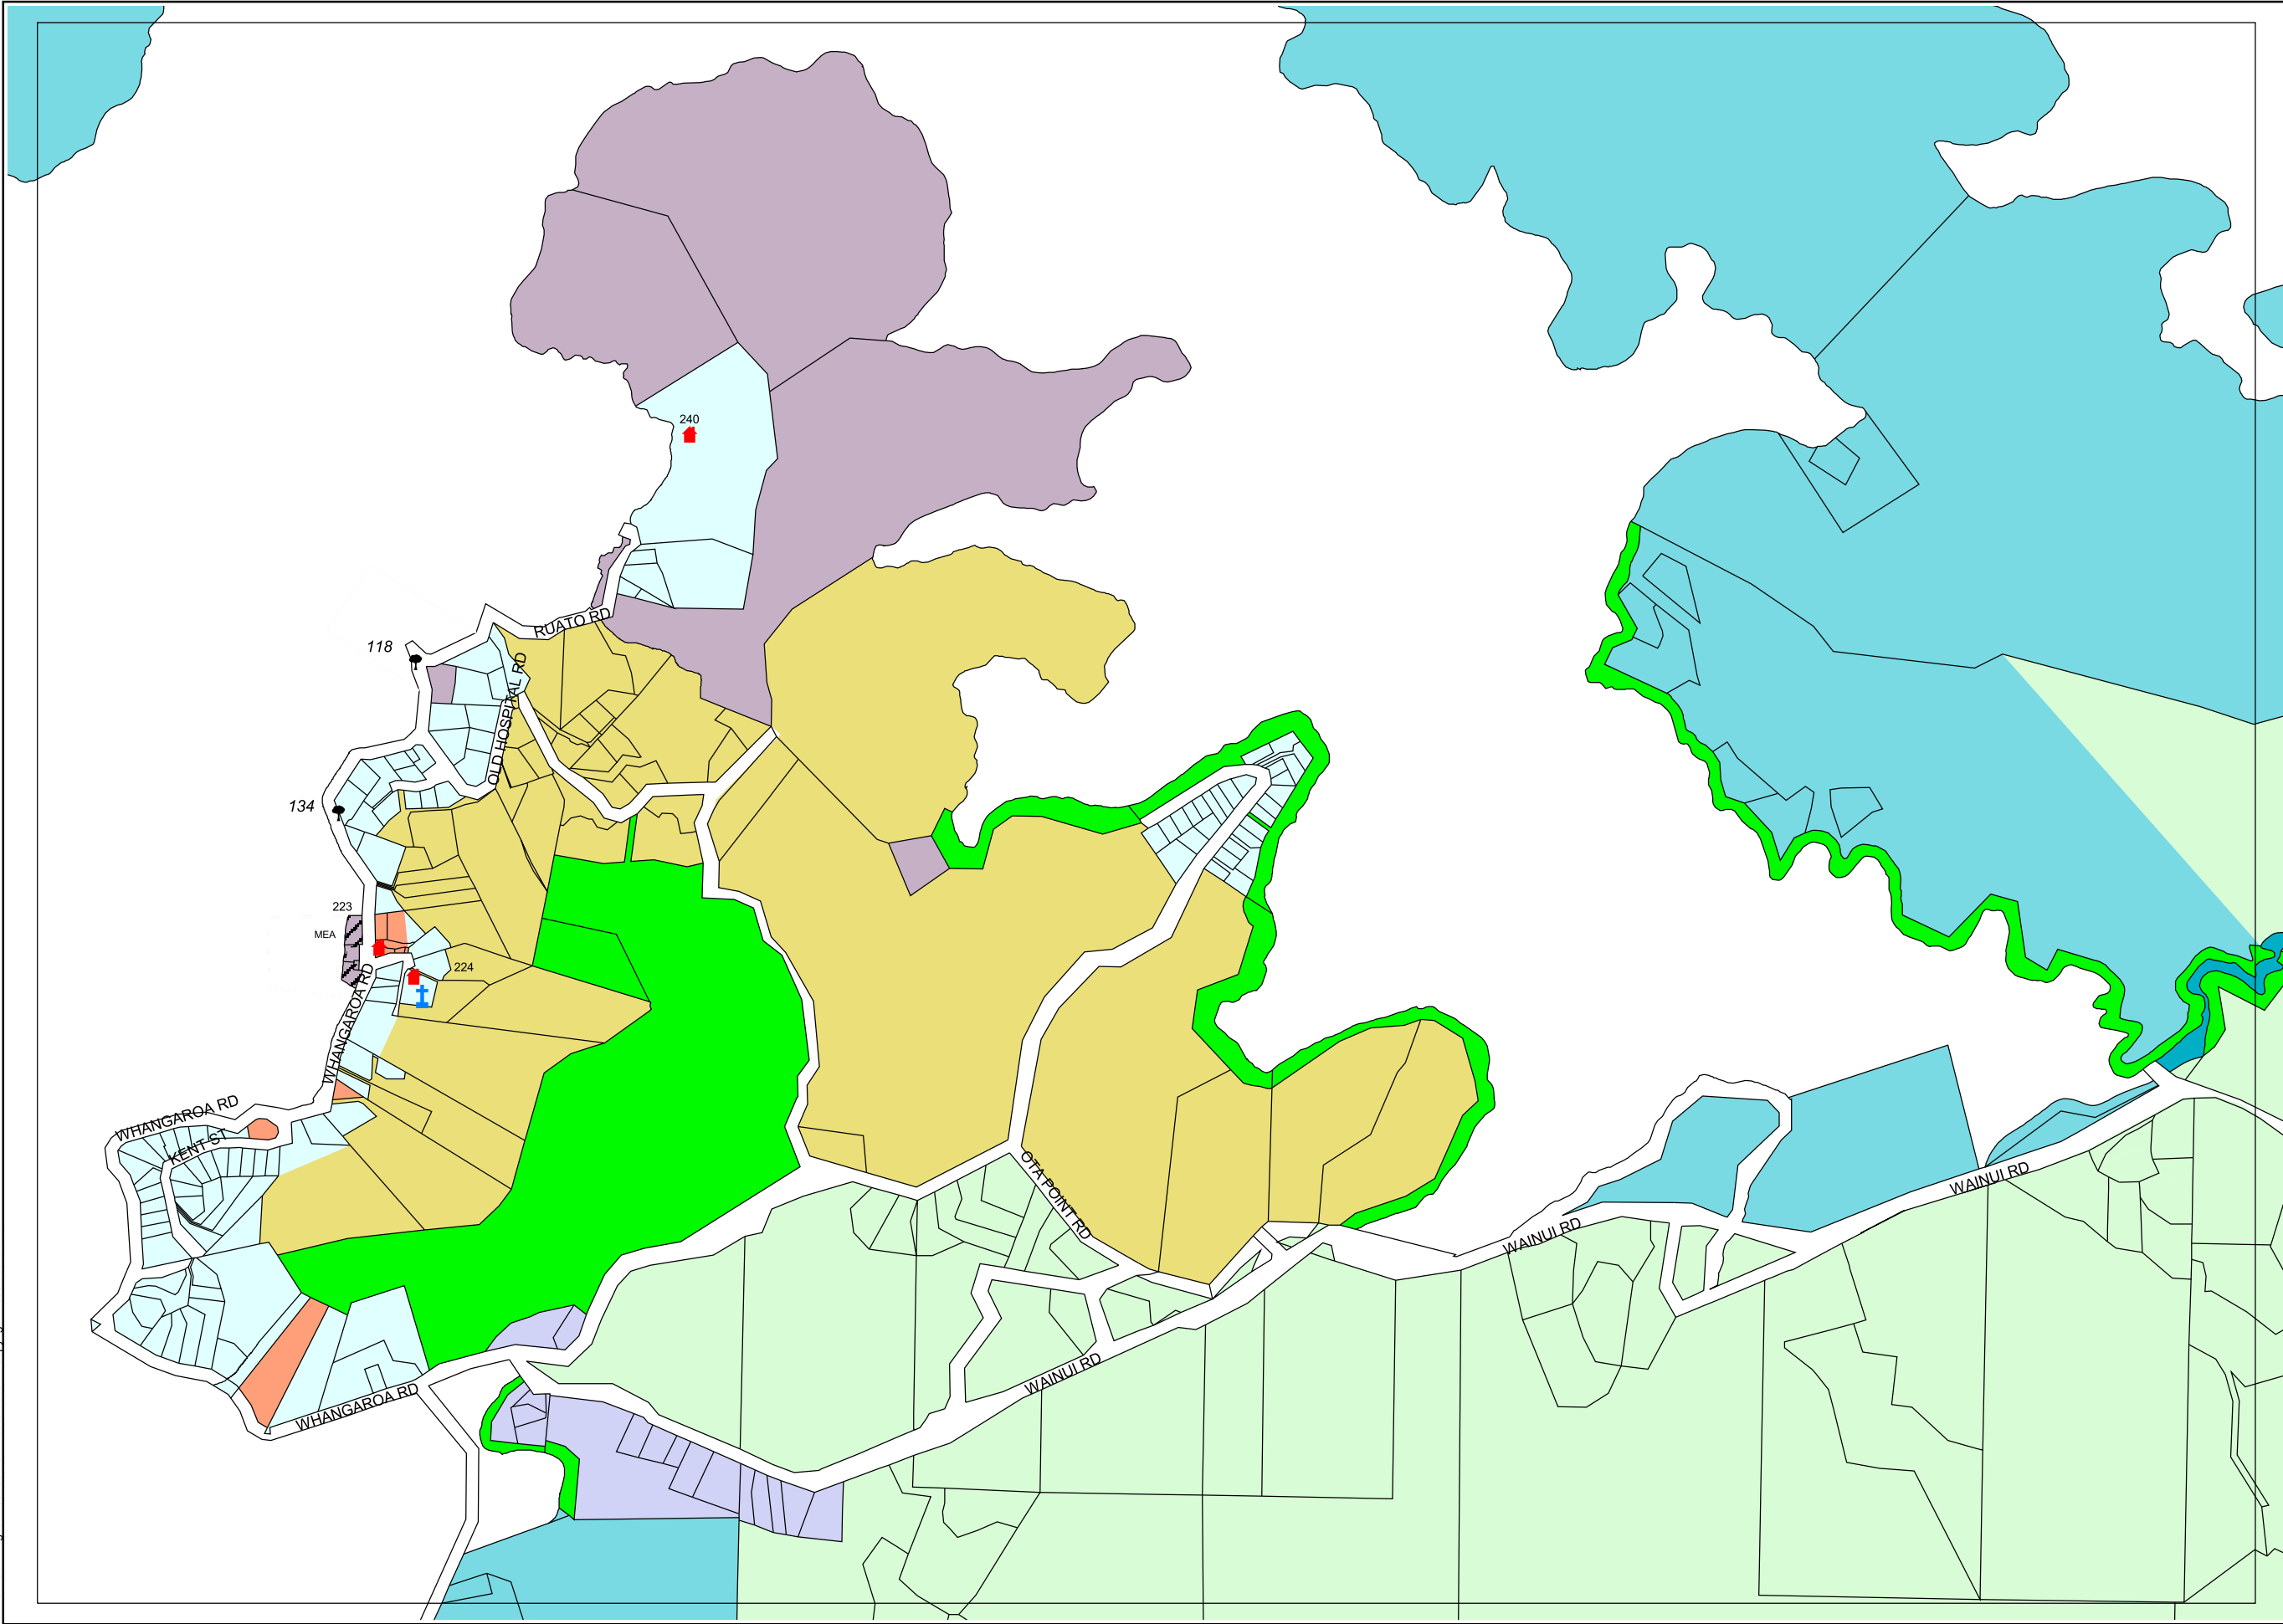 240
RUATO RD
118
OLD HOSPITAL RD
134
223
MEA
224
WHANGAROA RD
WHANGAROA RD
KENT ST
OTA POINT RD
WAINUI RD
WAINUI RD
WAINUI RD
WHANGAROA RD